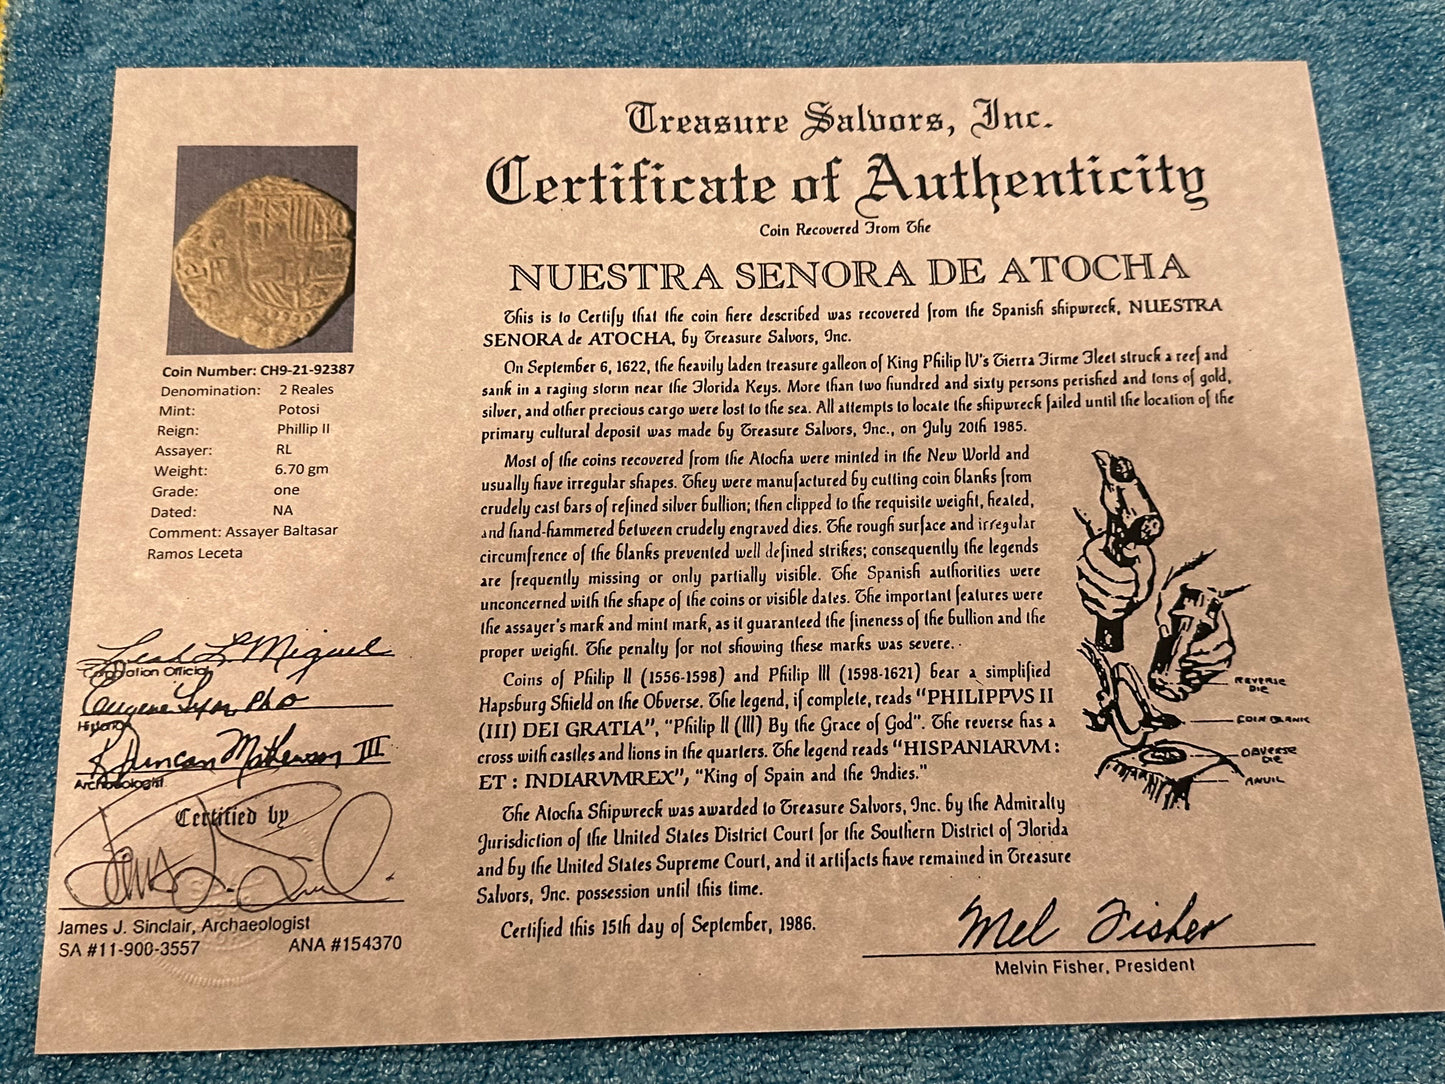 Treasure Salvors, Inc.
Certificate of Authenticity
Coin Recovered From The
NUESTRA SENORA DE ATOCHA
This is to Certify that the coin here described was recovered from the Spanish shipwreck, NUESTRA
SENORA de ATOCHA, by Treasure Salvors, Inc.
On September 6, 1622, the heavily laden treasure galleon of King Philip IV's Tierra Firme Fleet struck a reef and
sank in a raging storm near the Florida Keys. More than two hundred and sixty persons perished and tons of gold,
silver, and other precious cargo were lost to the sea. All attempts to locate the shipwreck failed until the location of the
primary cultural deposit was made by Treasure Salvors, Inc., on July 20th 1985.
Most of the coins recovered from the Atocha were minted in the New World and
usually have irregular shapes. They were manufactured by cutting coin blanks from
crudely cast bars of refined silver bullion; then clipped to the requisite weight, heated,
and hand-hammered between crudely engraved dies. The rough surface and irregular
circumfrence of the blanks prevented well defined strikes; consequently the legends
are frequently missing or only partially visible. The Spanish authorities were
unconcerned with the shape of the coins or visible dates. The important features were
the assayer's mark and mint mark, as it guaranteed the fineness of the bullion and the
proper weight. The penalty for not showing these marks was severe.
Coins of Philip II (1556-1598) and Philip III (1598-1621) bear a simplified
Hapsburg Shield on the Obverse. The legend, if complete, reads "PHILIPPVS II
(III) DEI GRATIA", "Philip II (III) By the Grace of God". The reverse has a
cross with castles and lions in the quarters. The legend reads "HISPANIARVM :
ET : INDIARVMREX", "King of Spain and the Indies."
The Atocha Shipwreck was awarded to Treasure Salvors, Inc. by the Admiralty
Jurisdiction of the United States District Court for the Southern District of Florida
and by the United States Supreme Court, and it artifacts have remained in Treasure
Salvors, Inc. possession until this time.
Certified this 15th day of September, 1986.
Coin Number: CH9-21-92387
Denomination: 2 Reales
Mint: Potosi
Reign: Phillip II
Assayer: RL
Weight: 6.70 gm
Grade: one
Dated: NA
Comment: Assayer Baltasar
Ramos Leceta
Leah L. Miguel
Corporation Official
Eugene Lyon PhD
Historian
R. Duncan Mathewson III
Archaeologist
Certified by
James J. Sinclair
James J. Sinclair, Archaeologist
SA #11-900-3557 ANA #154370
REVERSE
DIE
COIN BLANK
OBVERSE
DIE
ANVIL
Mel Fisher
Melvin Fisher, President